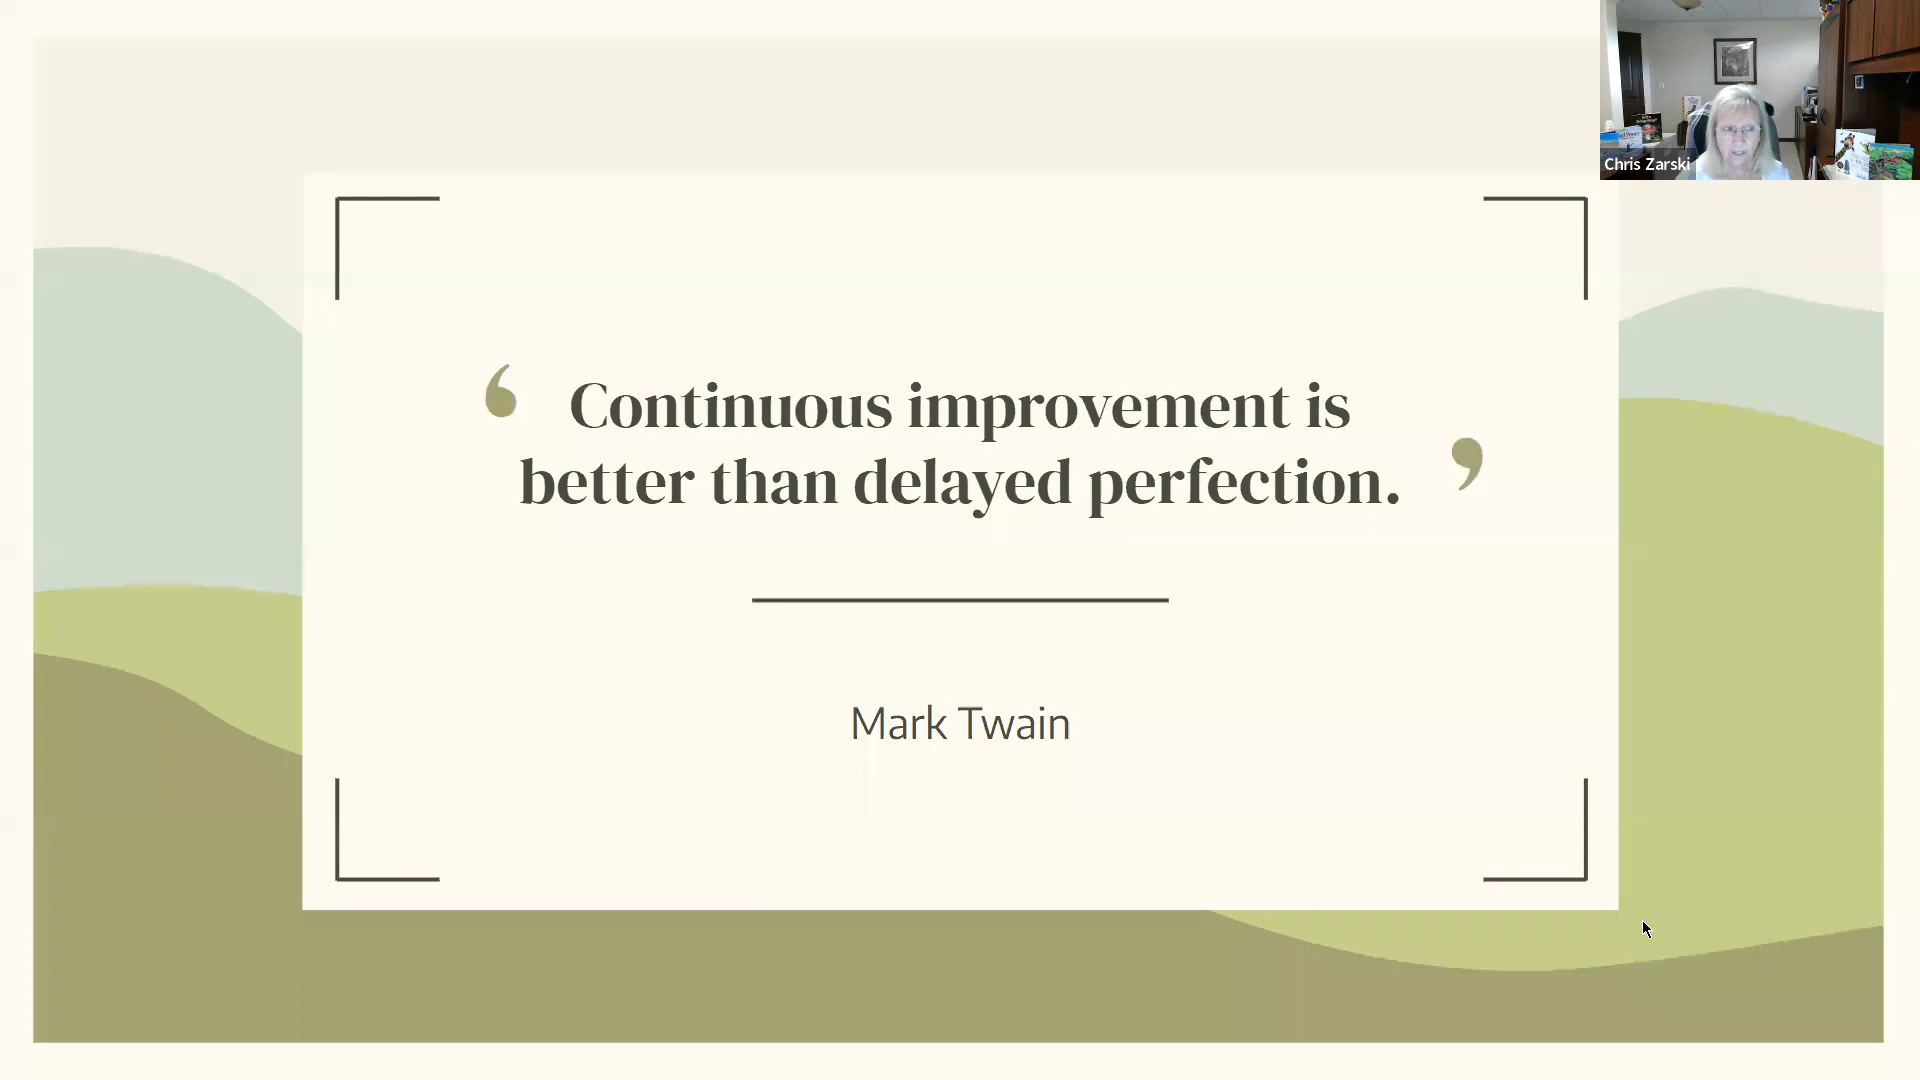 Chris Zarski
‘ Continuous improvement is
better than delayed perfection. ’
Mark Twain